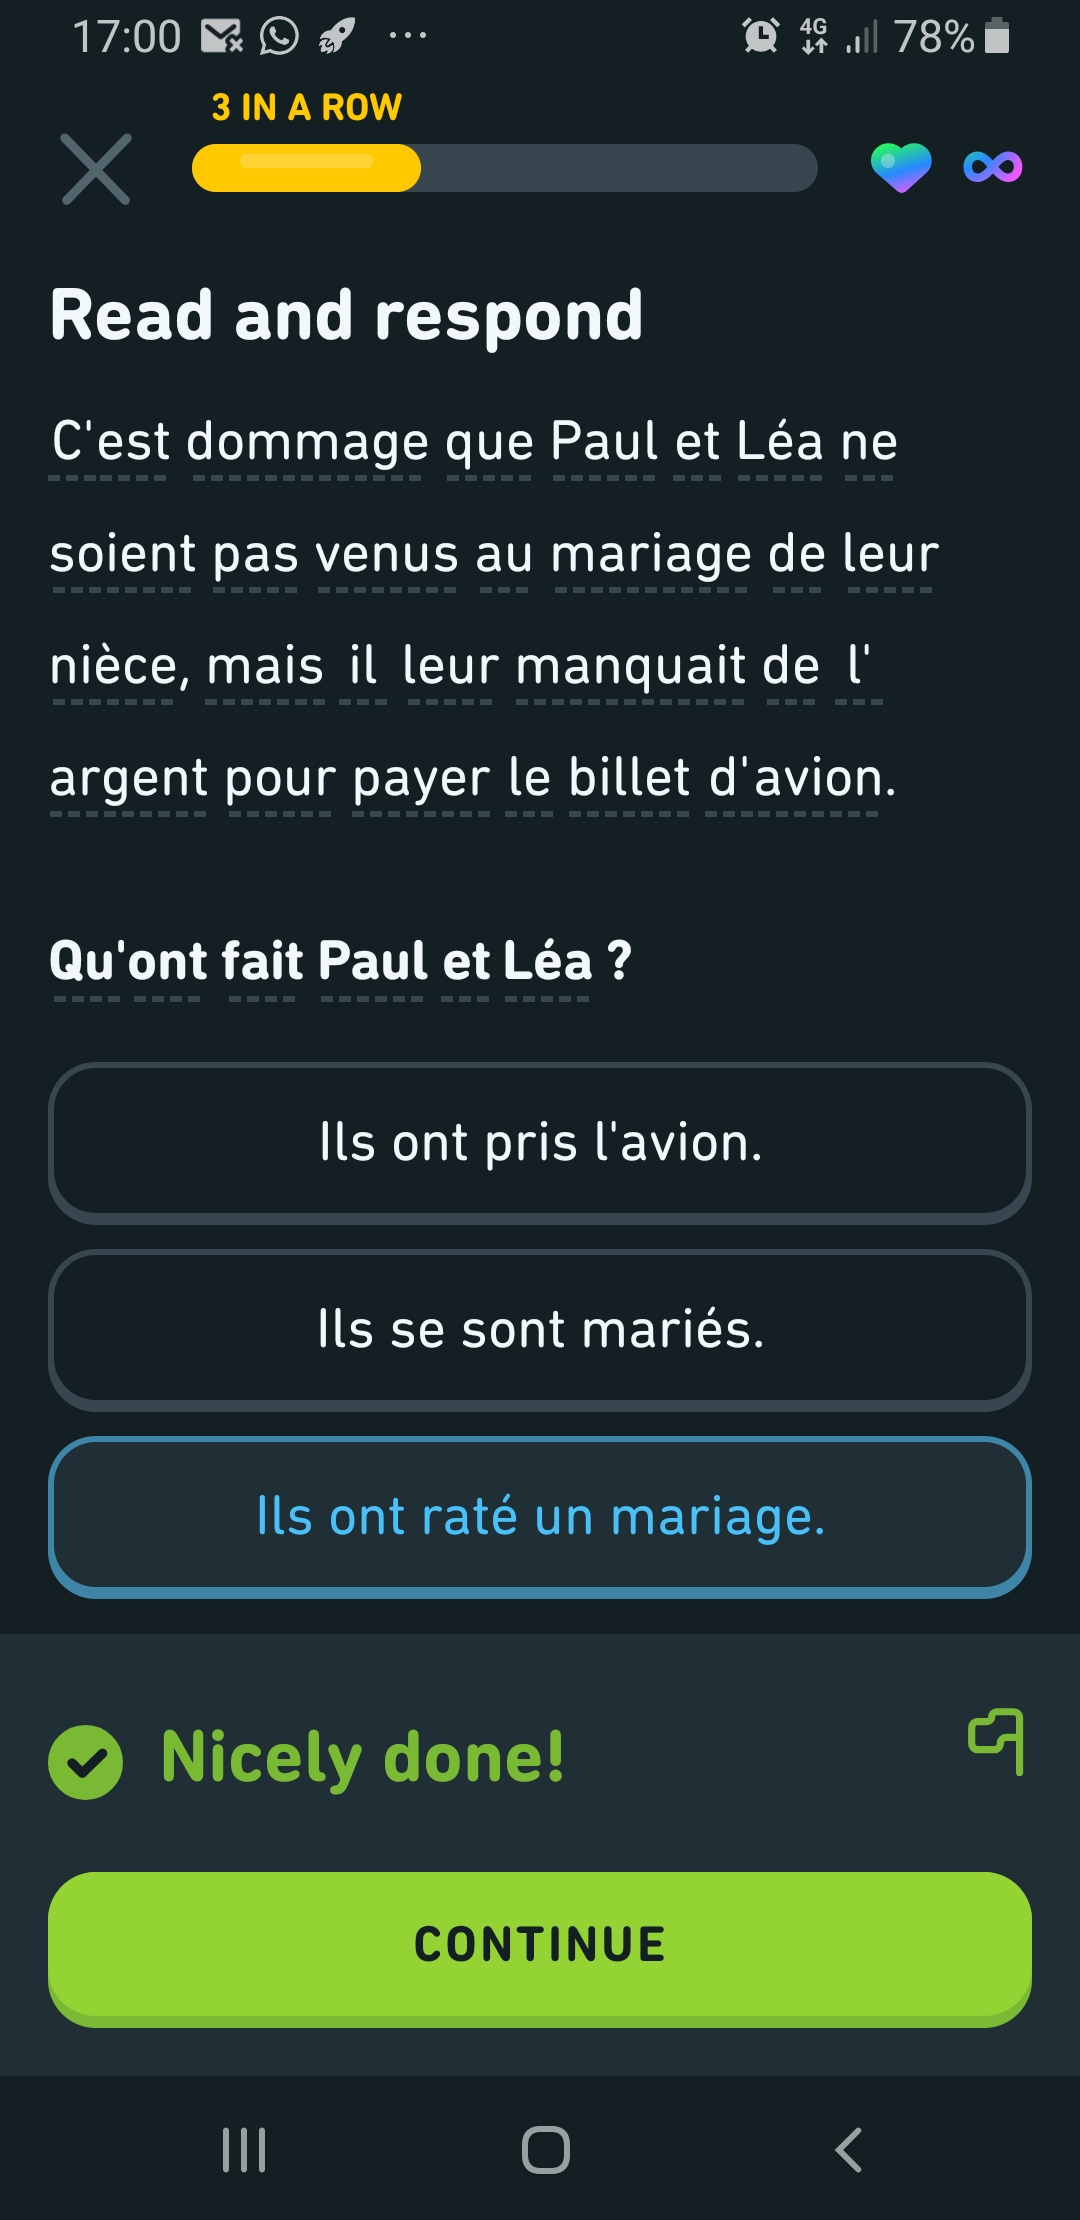 17:00 ... 4G 78%
3 IN A ROW
Read and respond
C'est dommage que Paul et Léa ne
soient pas venus au mariage de leur
nièce, mais il leur manquait de l'
argent pour payer le billet d'avion.
Qu'ont fait Paul et Léa ?
Ils ont pris l'avion.
Ils se sont mariés.
Ils ont raté un mariage.
Nicely done!
CONTINUE